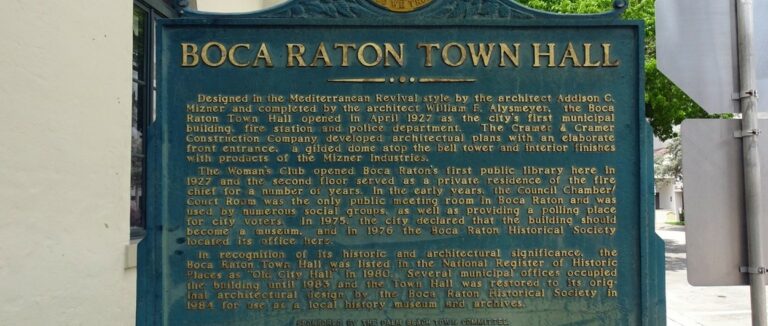 BOCA RATON TOWN HALL
Designed in the Mediterranean Revival style by the architect Addison C.
Mizner and completed by the architect William E. Alysmeyer, the Boca
Raton Town Hall opened in April 1927 as the city's first municipal
building, fire station and police department. The Cramer & Cramer
Construction Company developed architectural plans with an elaborate
front entrance, a gilded dome atop the bell tower and interior finishes
with products of the Mizner Industries.
The Woman's Club opened Boca Raton's first public library here in
1927 and the second floor served as a private residence of the fire
chief for a number of years. In the early years, the Council Chamber/
Court Room was the only public meeting room in Boca Raton and was
used by numerous social groups, as well as providing a polling place
for city voters. In 1975, the city declared that the building should
become a museum, and in 1976 the Boca Raton Historical Society
located its office here.
In recognition of its historic and architectural significance, the
Boca Raton Town Hall was listed in the National Register of Historic
Places as "Old City Hall" in 1980. Several municipal offices occupied
the building until 1983 and the Town Hall was restored to its orig-
inal architectural design by the Boca Raton Historical Society in
1984 for use as a local history museum and archives.
SPONSORED BY THE PALM BEACH TOWN COMMITTEE